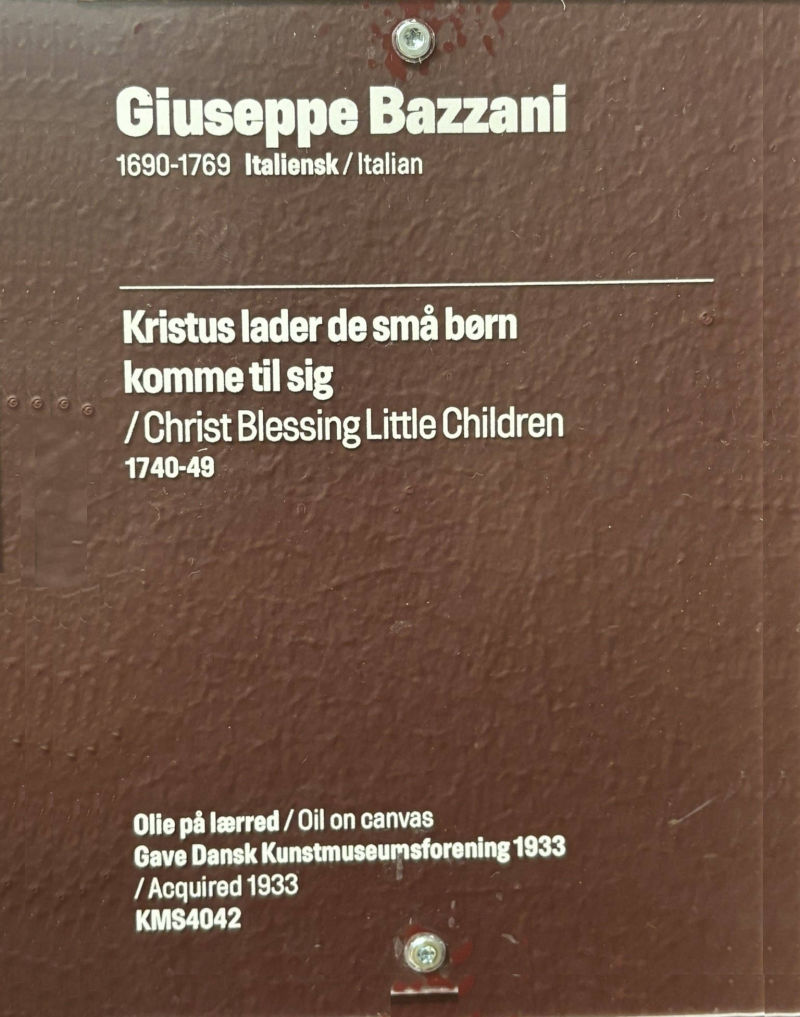 Giuseppe Bazzani
1690-1769 Italiensk / Italian
Kristus lader de små børn
komme til sig
/ Christ Blessing Little Children
1740-49
Olie på lærred / Oil on canvas
Gave Dansk Kunstmuseumsforening 1933
/ Acquired 1933
KMS4042